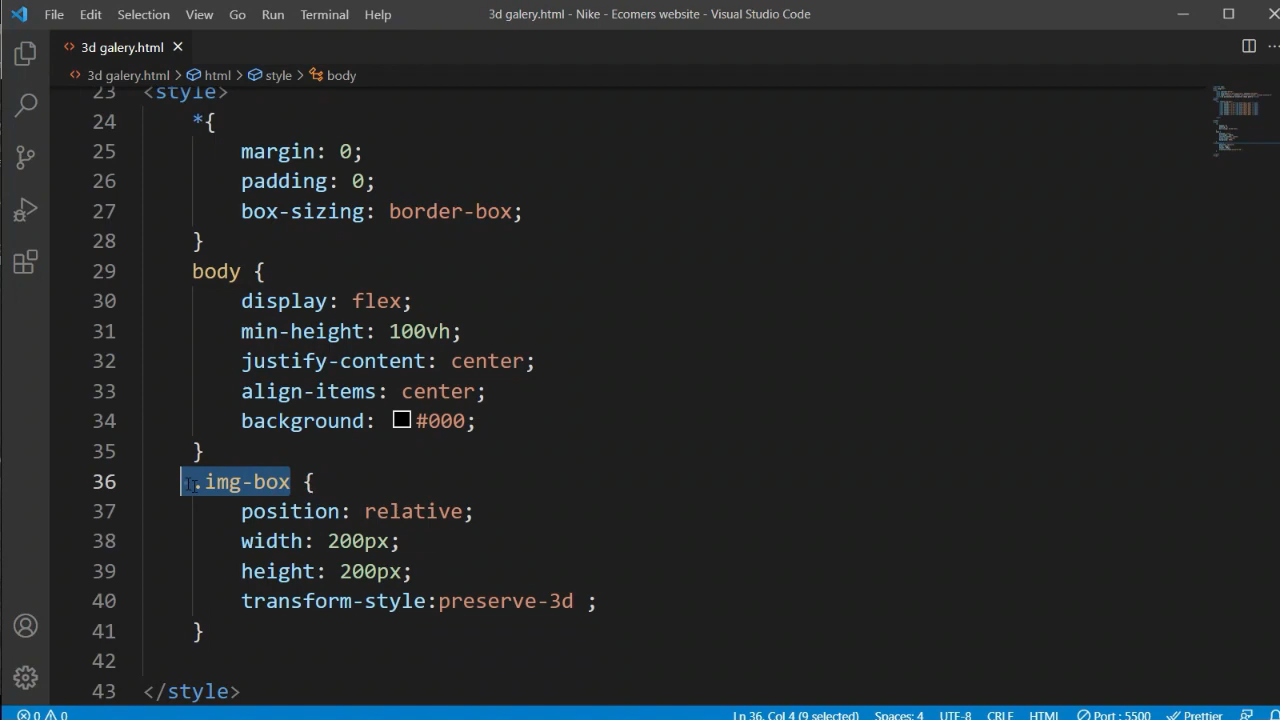 File Edit Selection View Go Run Terminal Help 3d galery.html - Nike - Ecomers website - Visual Studio Code
3d galery.html
3d galery.html > html > style > body
23 <style>
24 *{
25 margin: 0;
26 padding: 0;
27 box-sizing: border-box;
28 }
29 body {
30 display: flex;
31 min-height: 100vh;
32 justify-content: center;
33 align-items: center;
34 background: #000;
35 }
36 .img-box {
37 position: relative;
38 width: 200px;
39 height: 200px;
40 transform-style:preserve-3d ;
41 }
42
43 </style>
0 0 Ln 36, Col 4 (9 selected) Spaces: 4 UTF-8 CRLF HTML Port : 5500 Prettier